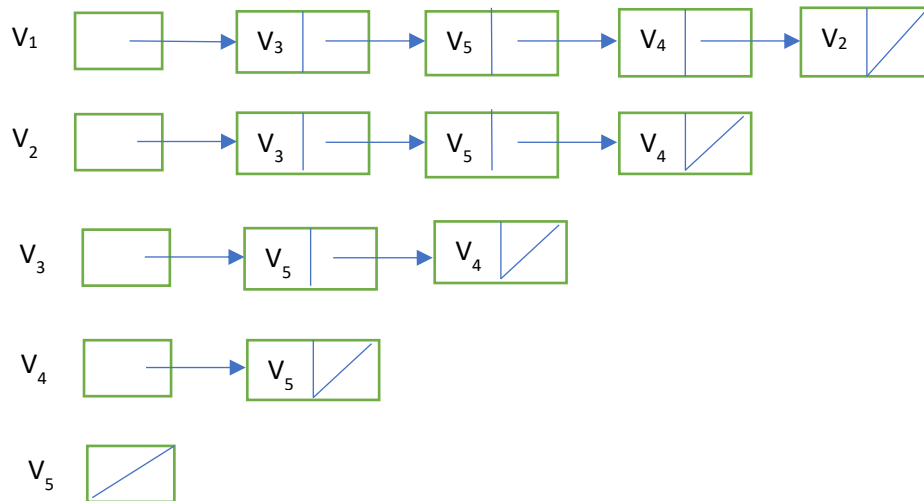 V₁ V₃ V₅ V₄ V₂
V₂ V₃ V₅ V₄
V₃ V₅ V₄
V₄ V₅
V₅